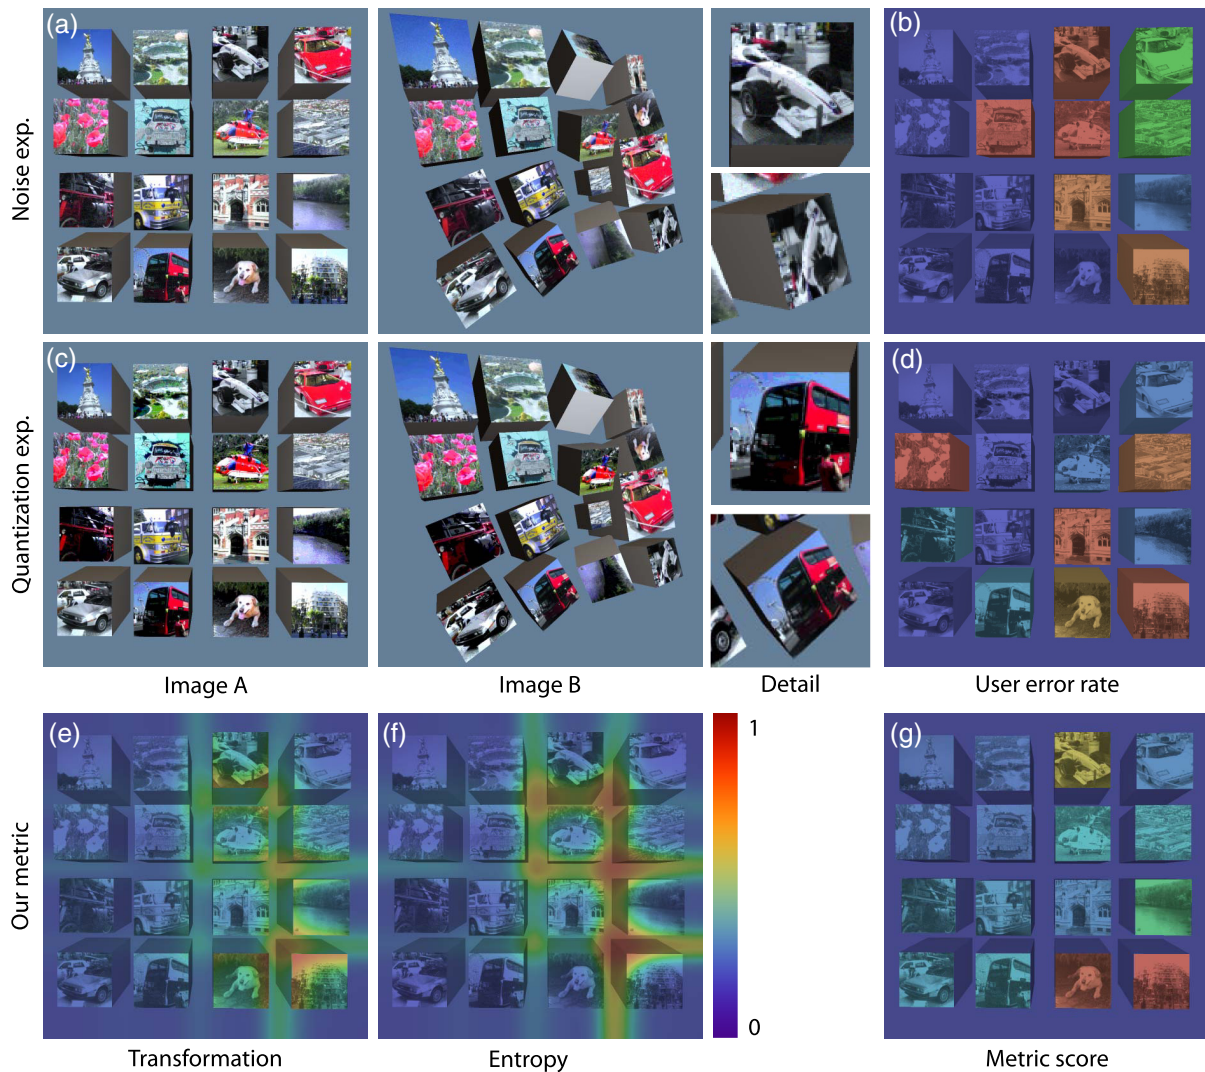 (a)
(b)
Noise exp.
(c)
(d)
Quantization exp.
Image A
Image B
Detail
User error rate
(e)
(f)
1
0
(g)
Our metric
Transformation
Entropy
Metric score